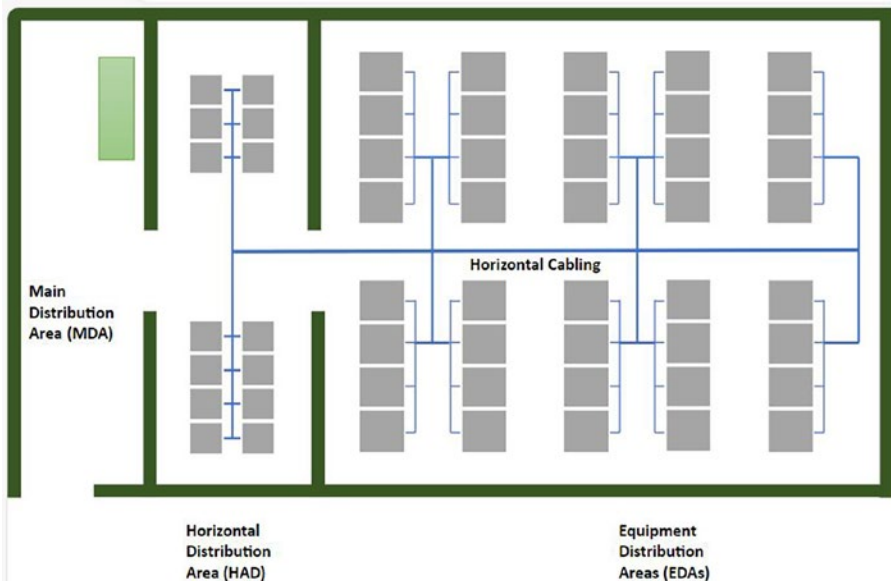 Horizontal Cabling
Main
Distribution
Area (MDA)
Horizontal
Distribution
Area (HAD)
Equipment
Distribution
Areas (EDAs)